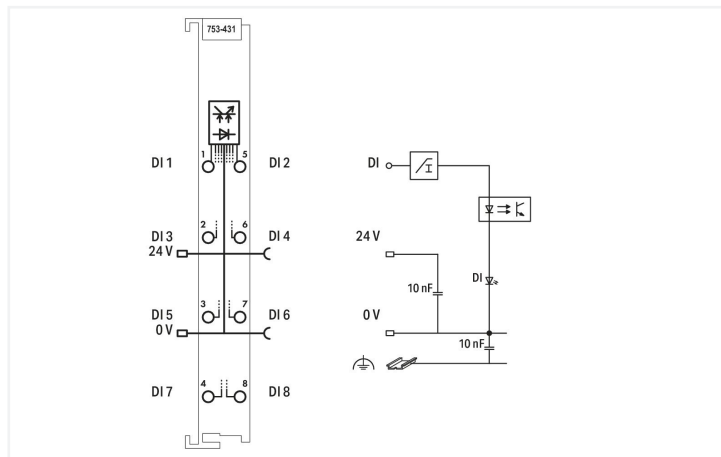 753-431
1 5
DI 1 DI 2
DI
I
2 6
DI 3 DI 4
24 V
24 V
10 nF
DI
3 7
DI 5 DI 6
0 V
0 V
10 nF
4 8
DI 7 DI 8